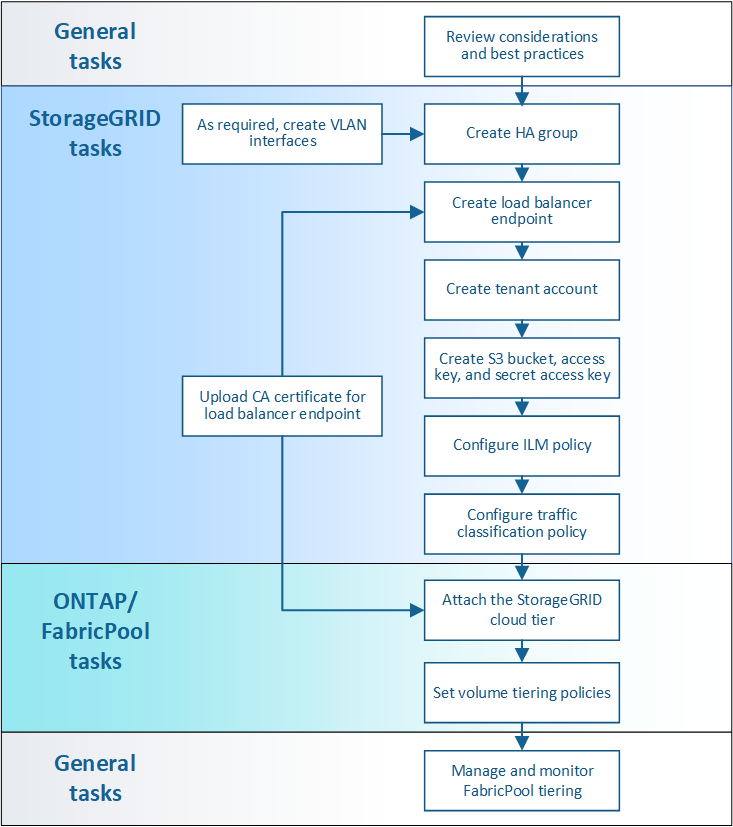 General
tasks
Review considerations
and best practices
StorageGRID
tasks
As required, create VLAN
interfaces
Create HA group
Create load balancer
endpoint
Create tenant account
Create S3 bucket, access
key, and secret access key
Upload CA certificate for
load balancer endpoint
Configure ILM policy
Configure traffic
classification policy
ONTAP/
FabricPool
tasks
Attach the StorageGRID
cloud tier
Set volume tiering policies
General
tasks
Manage and monitor
FabricPool tiering